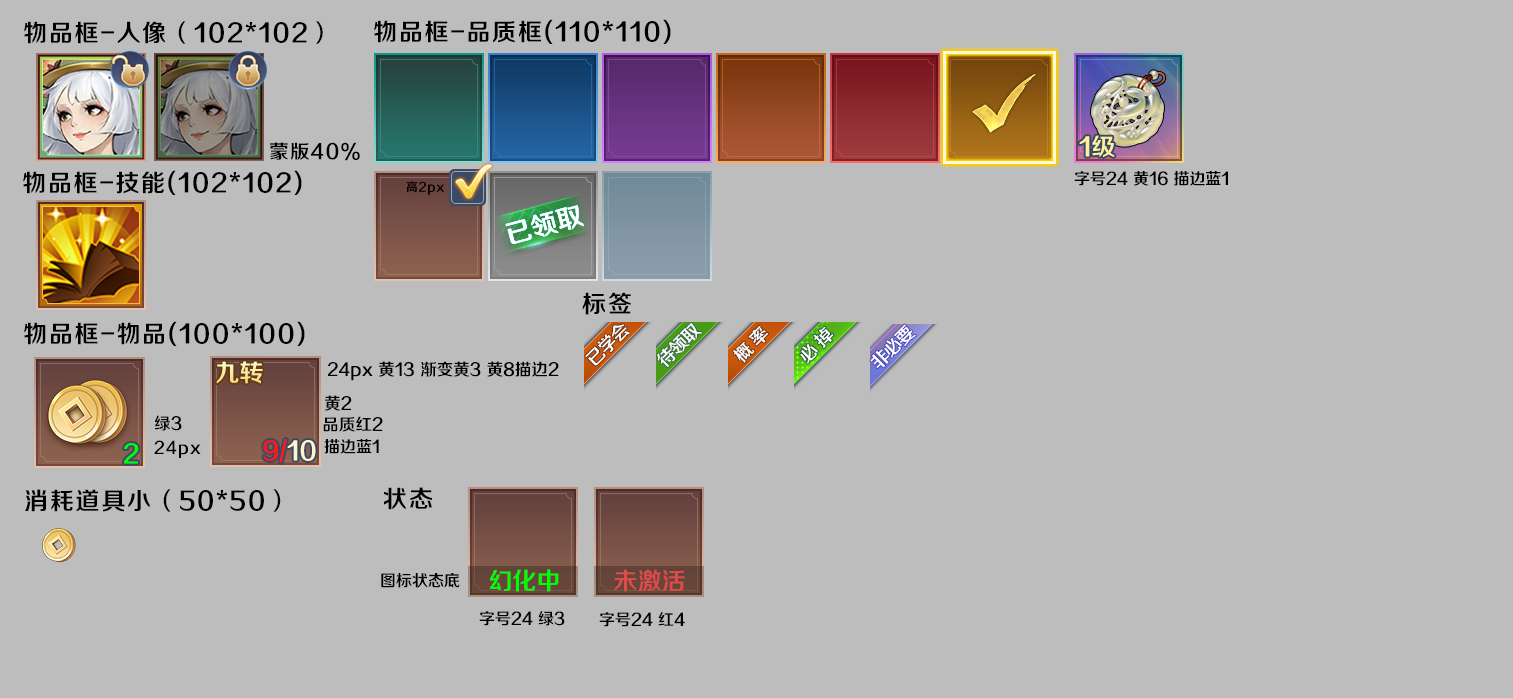 物品框-人像（102*102）
蒙版40%
物品框-品质框(110*110)
1级
字号24 黄16 描边蓝1
高2px
已领取
物品框-技能(102*102)
标签
已学会
待领取
概率
必掉
非必要
物品框-物品(100*100)
2
绿3
24px
九转
9/10
24px 黄13 渐变黄3 黄8描边2
黄2
品质红2
描边蓝1
消耗道具小（50*50）
状态
图标状态底
幻化中
未激活
字号24 绿3
字号24 红4